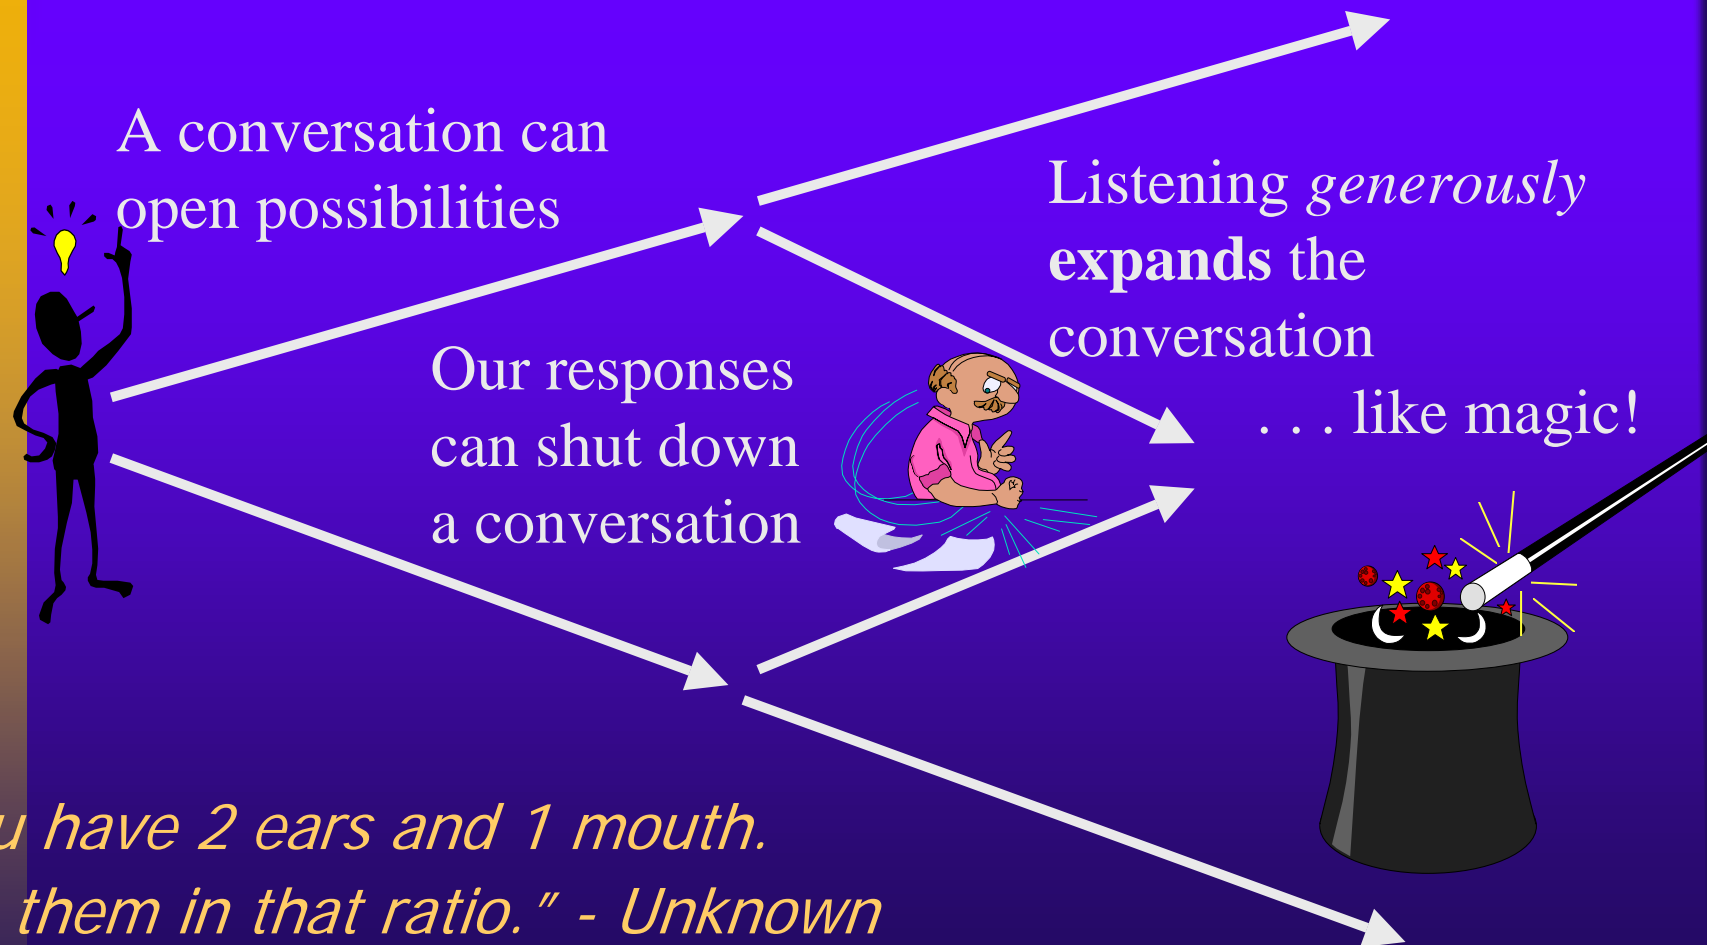 A conversation can
open possibilities
Listening generously
expands the
conversation
. . . like magic!
Our responses
can shut down
a conversation
u have 2 ears and 1 mouth.
them in that ratio.” - Unknown